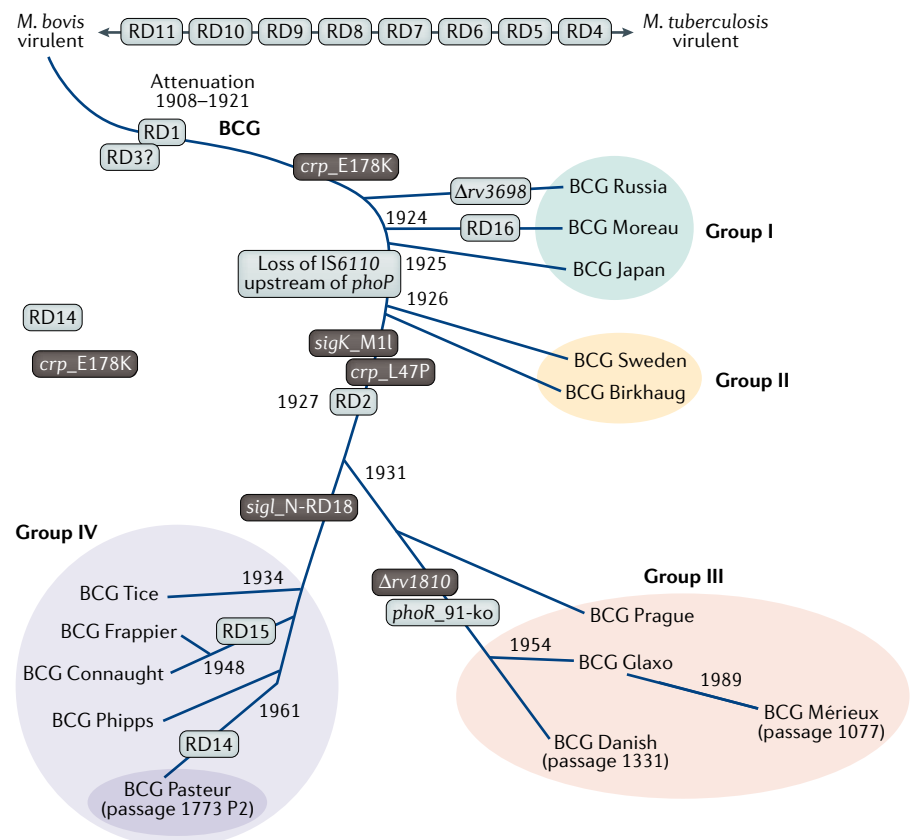 M. bovis
virulent
RD11
RD10
RD9
RD8
RD7
RD6
RD5
RD4
M. tuberculosis
virulent
Attenuation
1908–1921
BCG
RD1
RD3?
crp_E178K
Δrv3698
BCG Russia
1924
RD16
BCG Moreau
Group I
Loss of IS6110
upstream of phoP
1925
BCG Japan
1926
RD14
crp_E178K
sigK_M1l
crp_L47P
BCG Sweden
BCG Birkhaug
Group II
1927
RD2
1931
sigl_N-RD18
Group IV
1934
BCG Tice
BCG Frappier
RD15
BCG Connaught
1948
BCG Phipps
1961
RD14
BCG Pasteur
(passage 1773 P2)
Δrv1810
phoR_91-ko
Group III
BCG Prague
1954
BCG Glaxo
1989
BCG Mérieux
(passage 1077)
BCG Danish
(passage 1331)